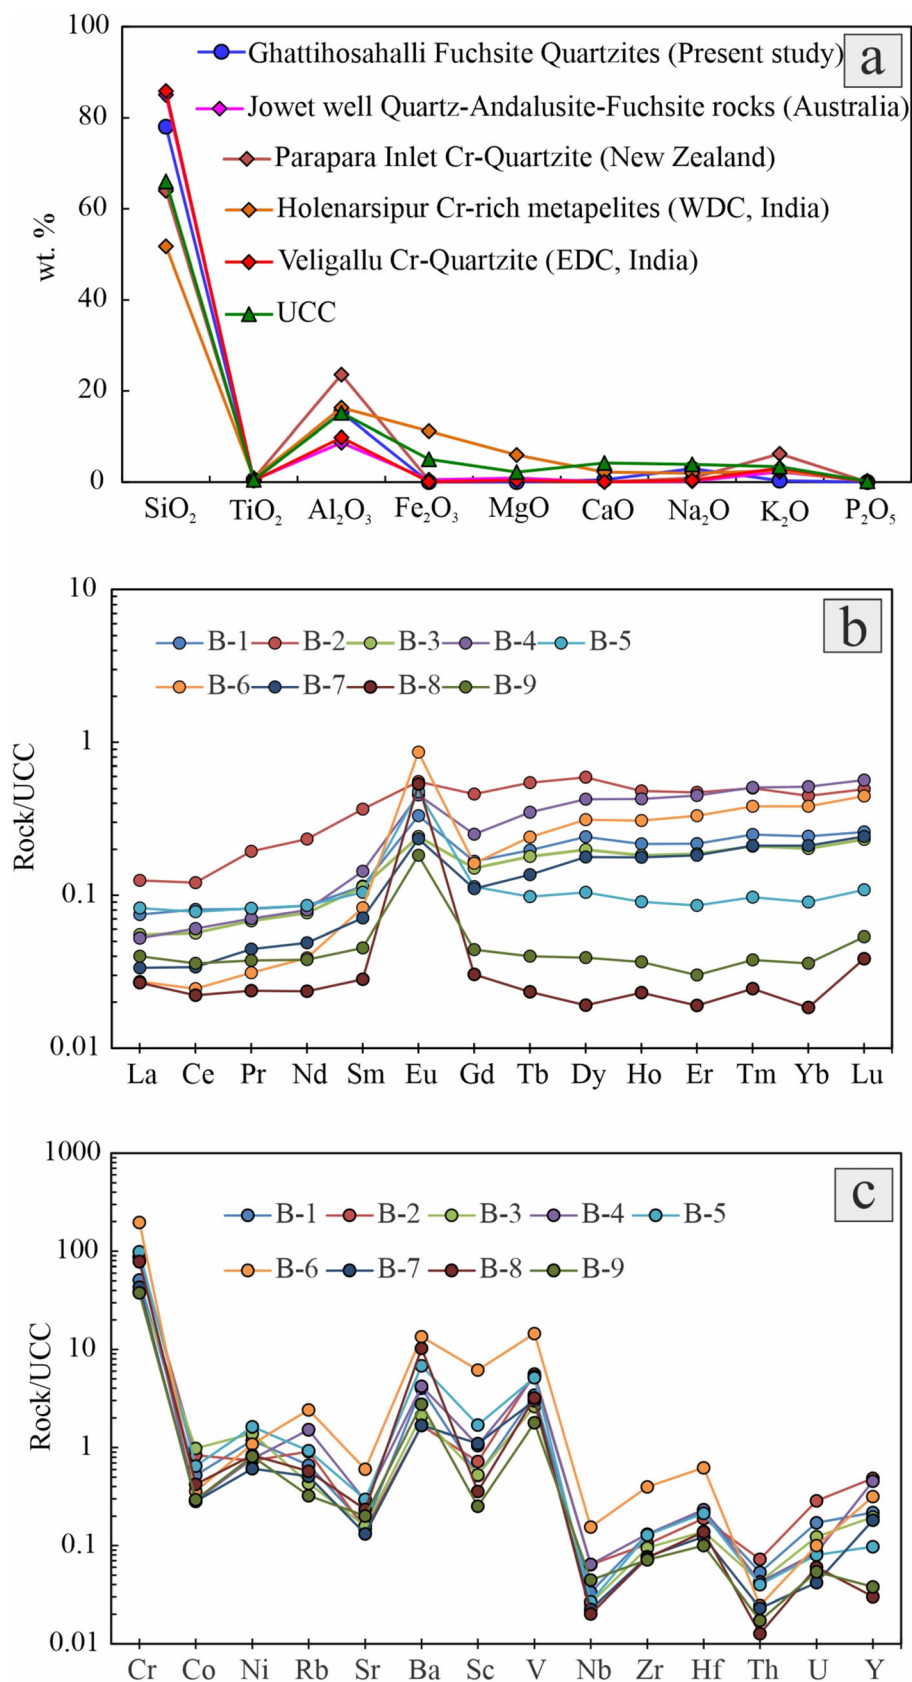 100
a
Ghattihosahalli Fuchsite Quartzites (Present study)
80
Jowet well Quartz-Andalusite-Fuchsite rocks (Australia)
Parapara Inlet Cr-Quartzite (New Zealand)
60
Holenarsipur Cr-rich metapelites (WDC, India)
wt. %
Veligallu Cr-Quartzite (EDC, India)
40
UCC
20
0
SiO₂ TiO₂ Al₂O₃ Fe₂O₃ MgO CaO Na₂O K₂O P₂O₅
10
b
B-1 B-2 B-3 B-4 B-5
B-6 B-7 B-8 B-9
1
Rock/UCC
0.1
0.01
La Ce Pr Nd Sm Eu Gd Tb Dy Ho Er Tm Yb Lu
1000
c
B-1 B-2 B-3 B-4 B-5
100
B-6 B-7 B-8 B-9
10
Rock/UCC
1
0.1
0.01
Cr Co Ni Rb Sr Ba Sc V Nb Zr Hf Th U Y